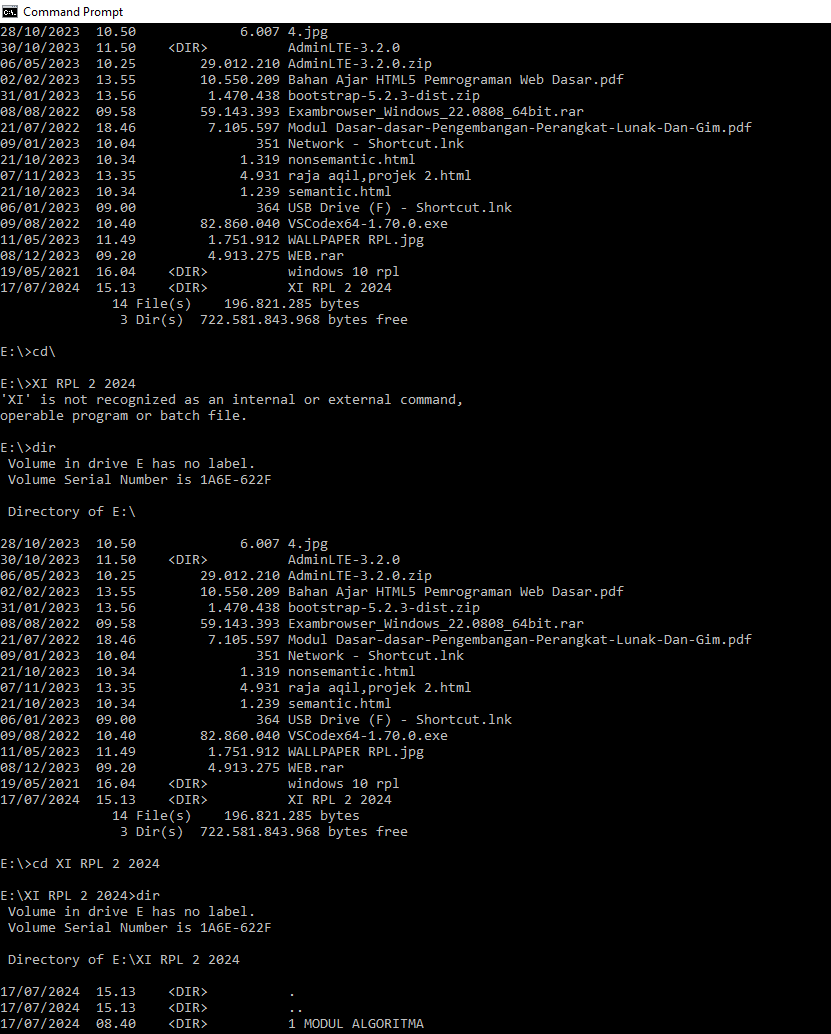 Command Prompt
28/10/2023  10.50             6.007 4.jpg
30/10/2023  11.50    <DIR>          AdminLTE-3.2.0
06/05/2023  10.25        29.012.210 AdminLTE-3.2.0.zip
02/02/2023  13.55        10.550.209 Bahan Ajar HTML5 Pemrograman Web Dasar.pdf
31/01/2023  13.56         1.470.438 bootstrap-5.2.3-dist.zip
08/08/2022  09.58        59.143.393 Exambrowser_Windows_22.0808_64bit.rar
21/07/2022  18.46         7.105.597 Modul Dasar-dasar-Pengembangan-Perangkat-Lunak-Dan-Gim.pdf
09/01/2023  10.04               351 Network - Shortcut.lnk
21/10/2023  10.34             1.319 nonsemantic.html
07/11/2023  13.35             4.931 raja aqil,projek 2.html
21/10/2023  10.34             1.239 semantic.html
06/01/2023  09.00               364 USB Drive (F) - Shortcut.lnk
09/08/2022  10.40        82.860.040 VSCodex64-1.70.0.exe
11/05/2023  11.49         1.751.912 WALLPAPER RPL.jpg
08/12/2023  09.20         4.913.275 WEB.rar
19/05/2021  16.04    <DIR>          windows 10 rpl
17/07/2024  15.13    <DIR>          XI RPL 2 2024
              14 File(s)    196.821.285 bytes
               3 Dir(s)  722.581.843.968 bytes free
E:\>cd\
E:\>XI RPL 2 2024
'XI' is not recognized as an internal or external command,
operable program or batch file.
E:\>dir
 Volume in drive E has no label.
 Volume Serial Number is 1A6E-622F
 Directory of E:\
28/10/2023  10.50             6.007 4.jpg
30/10/2023  11.50    <DIR>          AdminLTE-3.2.0
06/05/2023  10.25        29.012.210 AdminLTE-3.2.0.zip
02/02/2023  13.55        10.550.209 Bahan Ajar HTML5 Pemrograman Web Dasar.pdf
31/01/2023  13.56         1.470.438 bootstrap-5.2.3-dist.zip
08/08/2022  09.58        59.143.393 Exambrowser_Windows_22.0808_64bit.rar
21/07/2022  18.46         7.105.597 Modul Dasar-dasar-Pengembangan-Perangkat-Lunak-Dan-Gim.pdf
09/01/2023  10.04               351 Network - Shortcut.lnk
21/10/2023  10.34             1.319 nonsemantic.html
07/11/2023  13.35             4.931 raja aqil,projek 2.html
21/10/2023  10.34             1.239 semantic.html
06/01/2023  09.00               364 USB Drive (F) - Shortcut.lnk
09/08/2022  10.40        82.860.040 VSCodex64-1.70.0.exe
11/05/2023  11.49         1.751.912 WALLPAPER RPL.jpg
08/12/2023  09.20         4.913.275 WEB.rar
19/05/2021  16.04    <DIR>          windows 10 rpl
17/07/2024  15.13    <DIR>          XI RPL 2 2024
              14 File(s)    196.821.285 bytes
               3 Dir(s)  722.581.843.968 bytes free
E:\>cd XI RPL 2 2024
E:\XI RPL 2 2024>dir
 Volume in drive E has no label.
 Volume Serial Number is 1A6E-622F
 Directory of E:\XI RPL 2 2024
17/07/2024  15.13    <DIR>          .
17/07/2024  15.13    <DIR>          ..
17/07/2024  08.40    <DIR>          1 MODUL ALGORITMA